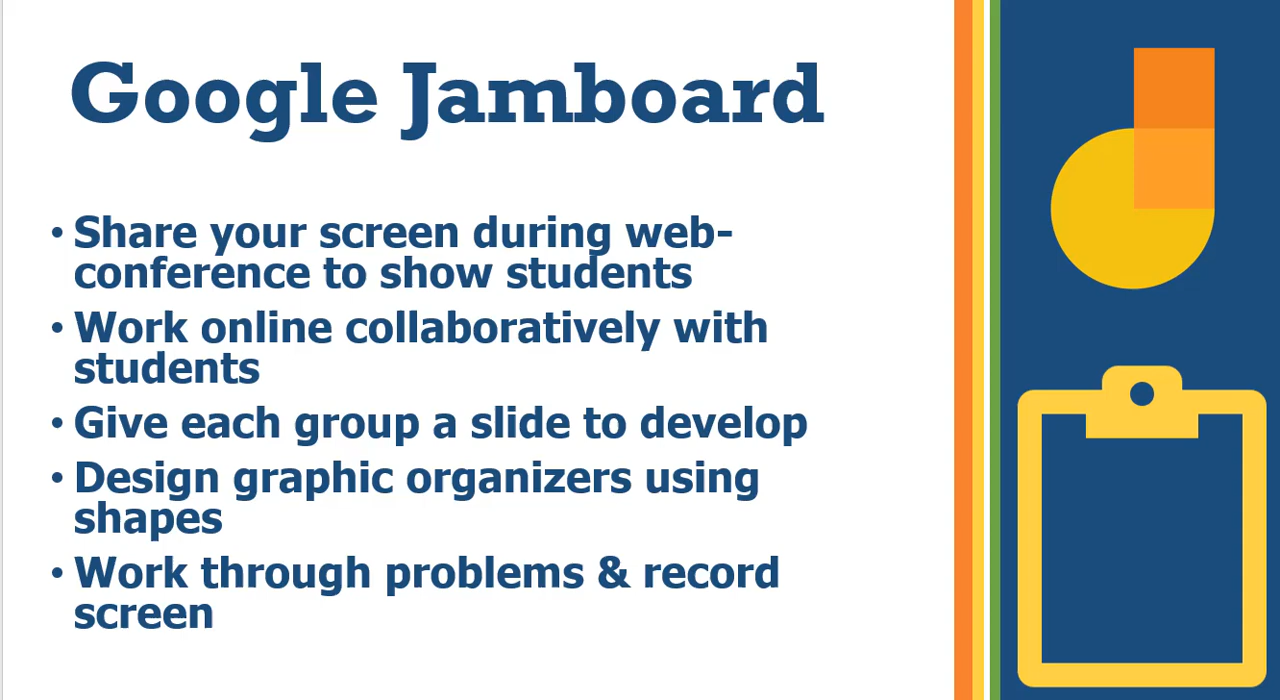 Google Jamboard
• Share your screen during web-
conference to show students
• Work online collaboratively with
students
• Give each group a slide to develop
• Design graphic organizers using
shapes
• Work through problems & record
screen